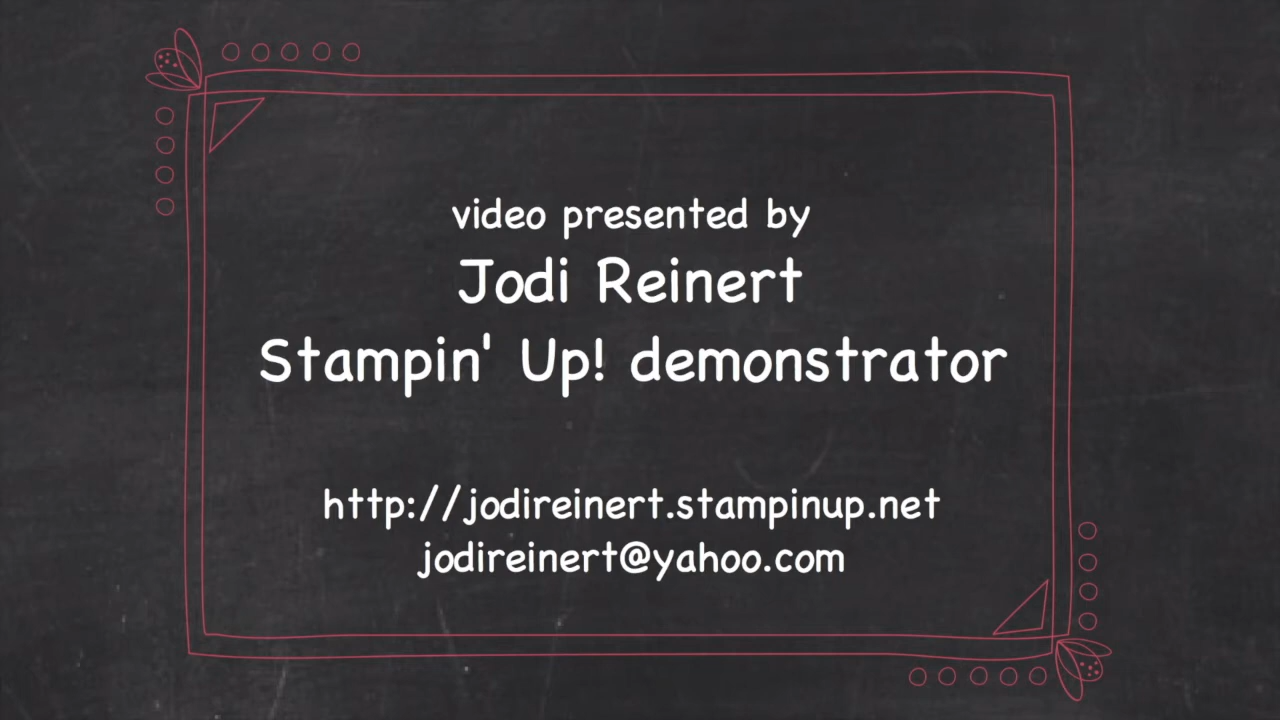 video presented by
Jodi Reinert
Stampin' Up! demonstrator
http://jodireinert.stampinup.net
jodireinert@yahoo.com